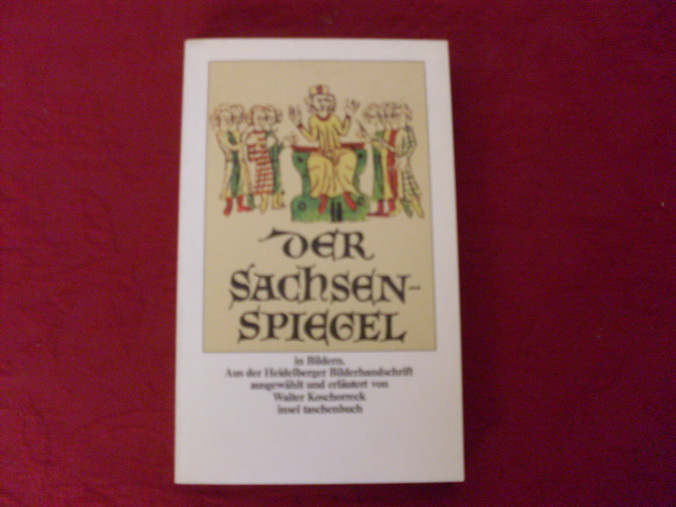 DER
SACHSEN-
SPIEGEL
in Bildern.
Aus der Heidelberger Bilderhandschrift
ausgewählt und erläutert von
Walter Koschorreck
insel taschenbuch